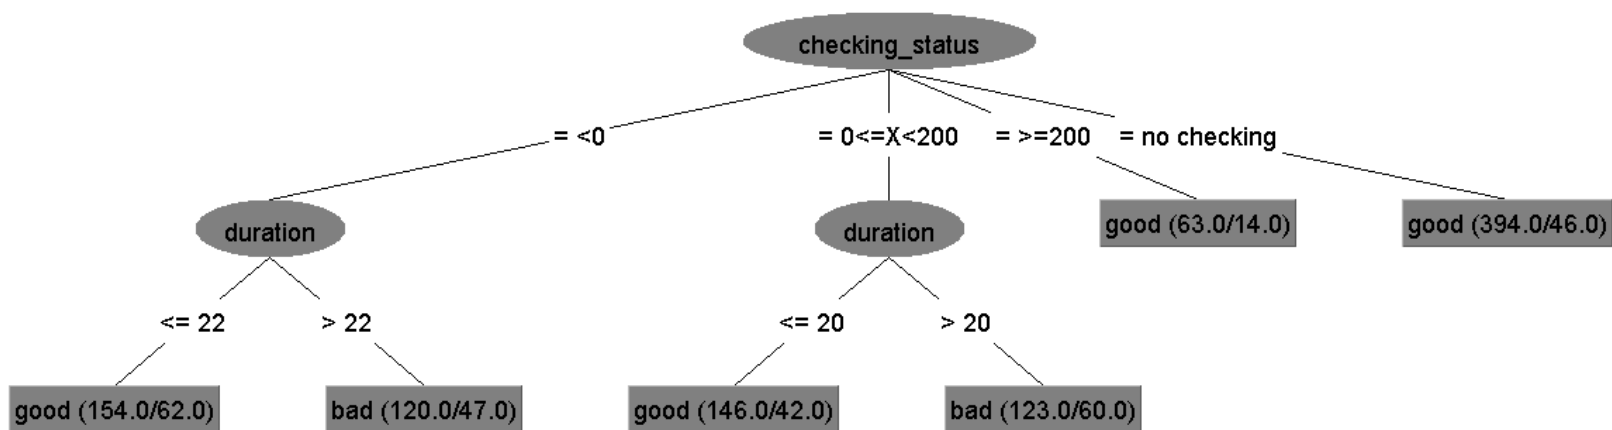 checking_status
= <0
= 0<=X<200
= >=200
= no checking
duration
duration
good (63.0/14.0)
good (394.0/46.0)
<= 22
> 22
<= 20
> 20
good (154.0/62.0)
bad (120.0/47.0)
good (146.0/42.0)
bad (123.0/60.0)